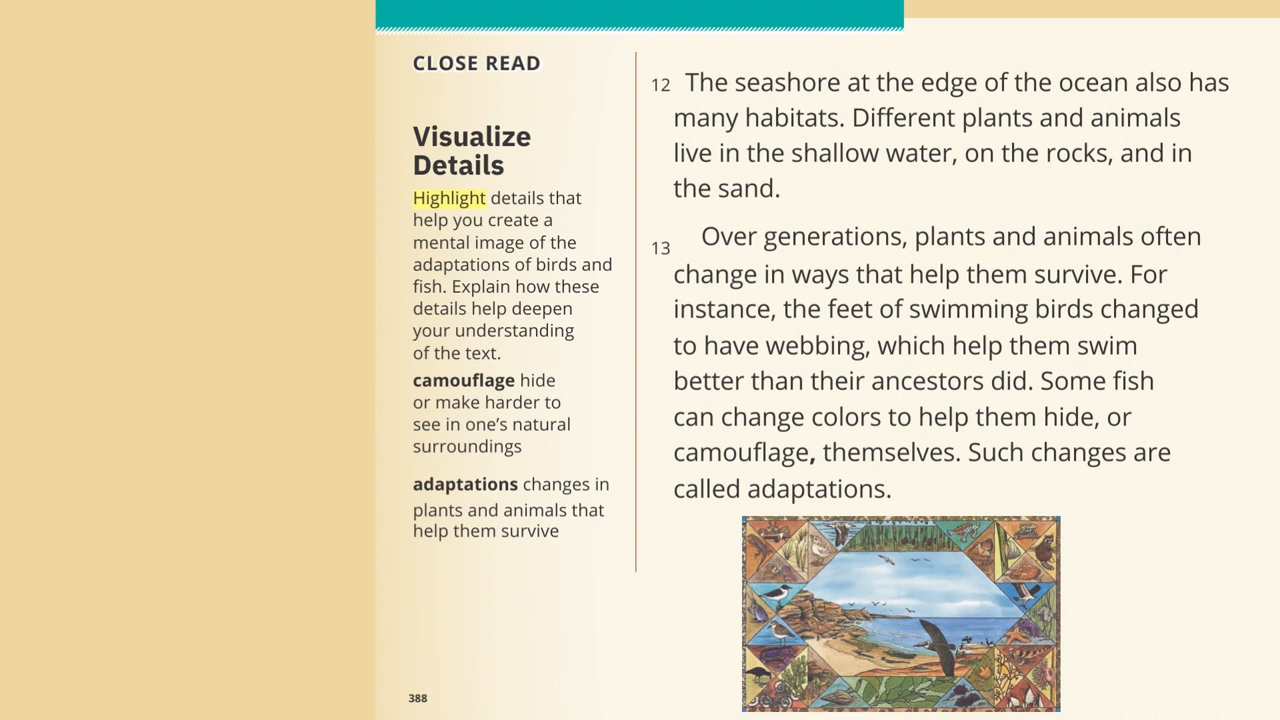 CLOSE READ
Visualize
Details
Highlight details that
help you create a
mental image of the
adaptations of birds and
fish. Explain how these
details help deepen
your understanding
of the text.
camouflage hide
or make harder to
see in one’s natural
surroundings
adaptations changes in
plants and animals that
help them survive
388
12 The seashore at the edge of the ocean also has
many habitats. Different plants and animals
live in the shallow water, on the rocks, and in
the sand.
13 Over generations, plants and animals often
change in ways that help them survive. For
instance, the feet of swimming birds changed
to have webbing, which help them swim
better than their ancestors did. Some fish
can change colors to help them hide, or
camouflage, themselves. Such changes are
called adaptations.